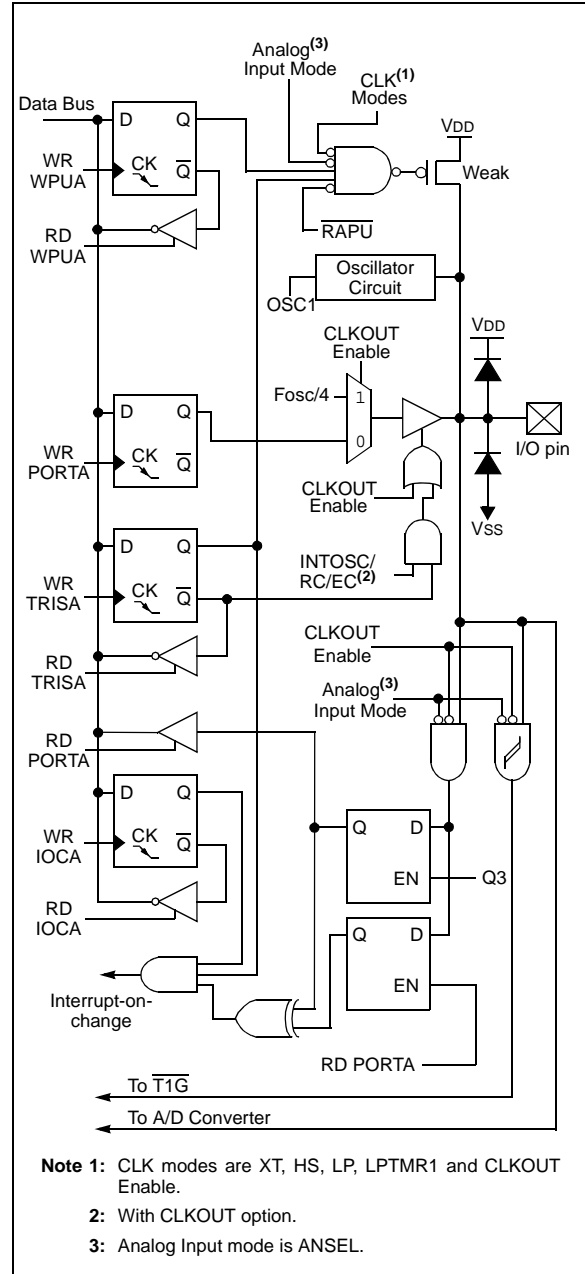 Analog(3)
Input Mode
CLK(1)
Modes
Data Bus
D Q
VDD
WR
WPUA
CK Q
Weak
RD
WPUA
RAPU
Oscillator
Circuit
OSC1
CLKOUT
Enable
VDD
Fosc/4
1
D Q
0
I/O pin
WR
PORTA
CK Q
CLKOUT
Enable
VSS
D Q
INTOSC/
RC/EC(2)
WR
TRISA
CK Q
RD
TRISA
CLKOUT
Enable
Analog(3)
Input Mode
RD
PORTA
D Q
WR
IOCA
CK Q
Q D
EN
Q3
RD
IOCA
Q D
EN
Interrupt-on-
change
RD PORTA
To T1G
To A/D Converter
Note 1: CLK modes are XT, HS, LP, LPTMR1 and CLKOUT
Enable.
2: With CLKOUT option.
3: Analog Input mode is ANSEL.